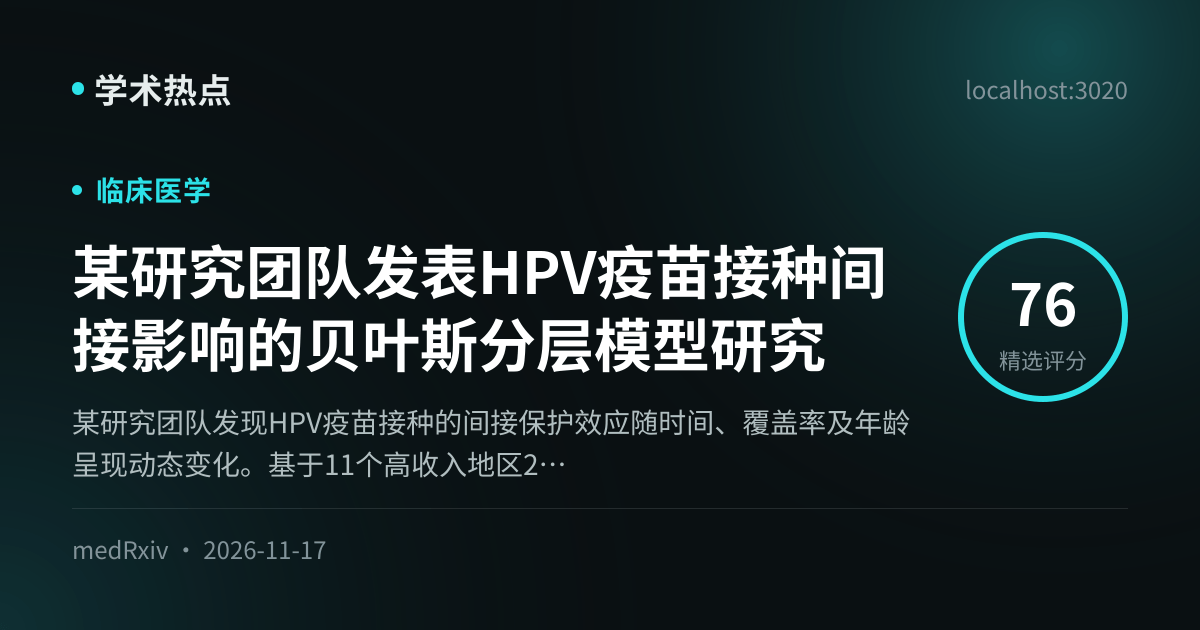 学术热点
localhost:3020
临床医学
某研究团队发表HPV疫苗接种间
接影响的贝叶斯分层模型研究
76
精选评分
某研究团队发现HPV疫苗接种的间接保护效应随时间、覆盖率及年龄
呈现动态变化。基于11个高收入地区2…
medRxiv · 2026-11-17